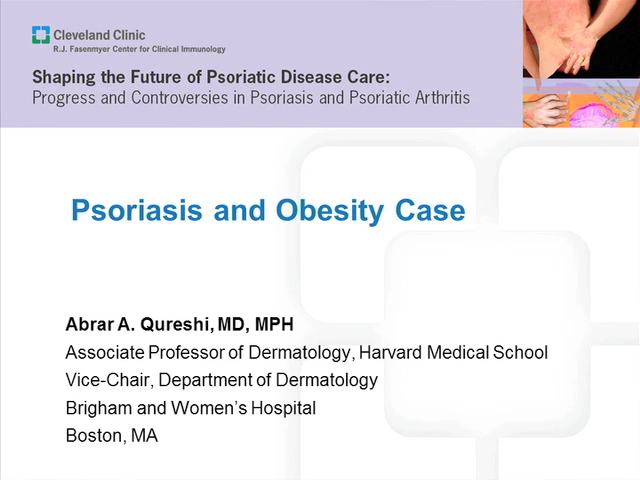 Cleveland Clinic
R.J. Fasenmyer Center for Clinical Immunology
Shaping the Future of Psoriatic Disease Care:
Progress and Controversies in Psoriasis and Psoriatic Arthritis
Psoriasis and Obesity Case
Abrar A. Qureshi, MD, MPH
Associate Professor of Dermatology, Harvard Medical School
Vice-Chair, Department of Dermatology
Brigham and Women's Hospital
Boston, MA